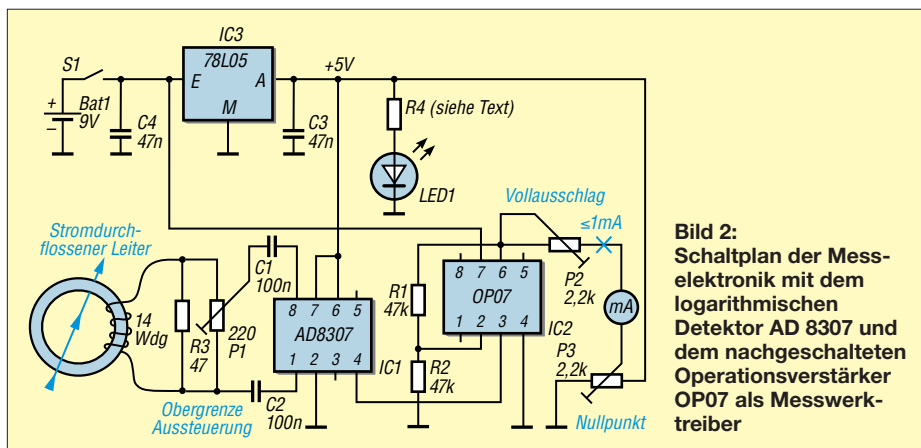 IC3
78L05
E
A
M
S1
+5V
+
–
Bat1
9V
C4
47n
C3
47n
R4 (siehe Text)
LED1
Vollausschlag
≤1mA
Stromdurch-
flossener Leiter
14
Wdg
R3
47
220
P1
C1
100n
Obergrenze
Aussteuerung
C2
100n
8 7 6 5
AD8307
1 2 3 4
IC1
R1
47k
R2
47k
8 7 6 5
OP07
1 2 3 4
IC2
P2
2,2k
mA
P3
2,2k
Nullpunkt
Bild 2:
Schaltplan der Mess-
elektronik mit dem
logarithmischen
Detektor AD 8307 und
dem nachgeschalteten
Operationsverstärker
OP07 als Messwerk-
treiber